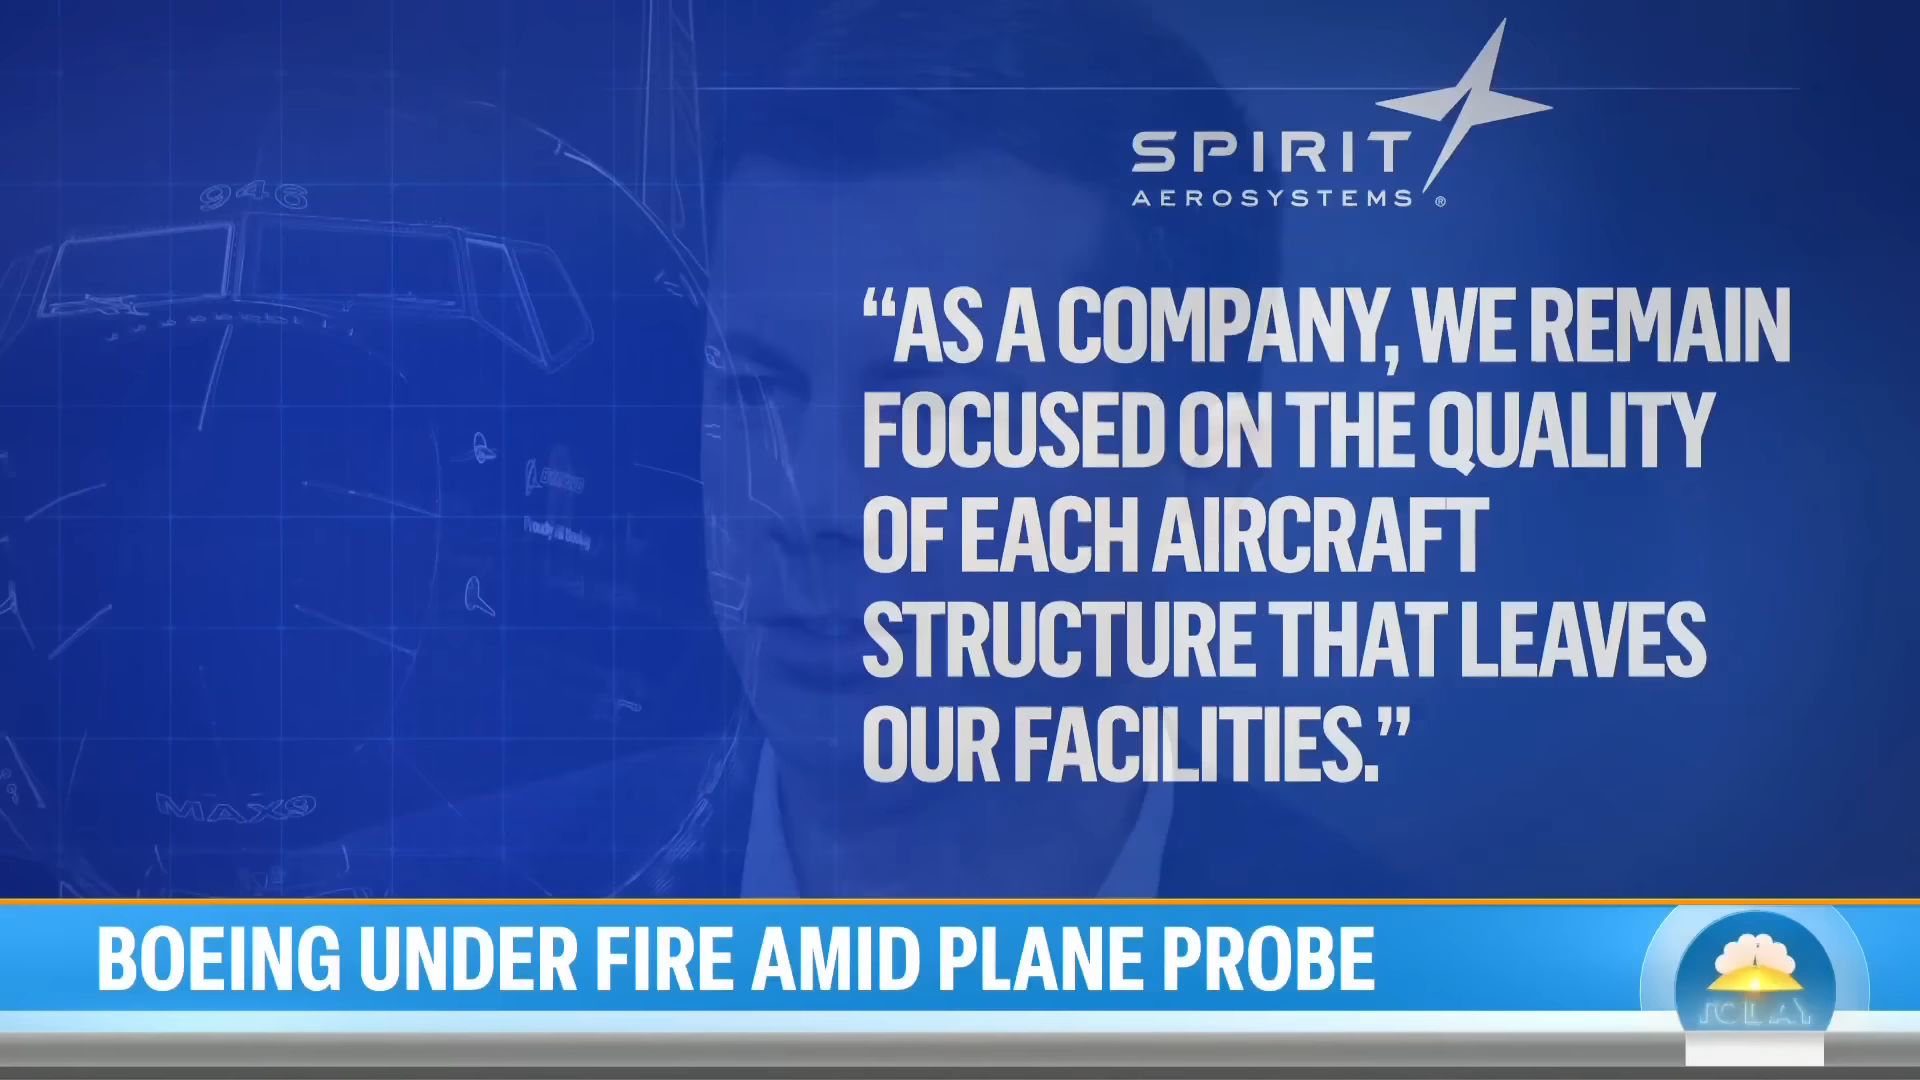 SPIRIT
AEROSYSTEMS ®
946
“AS A COMPANY, WE REMAIN
FOCUSED ON THE QUALITY
OF EACH AIRCRAFT
STRUCTURE THAT LEAVES
OUR FACILITIES.”
MAX9
BOEING UNDER FIRE AMID PLANE PROBE
TODAY